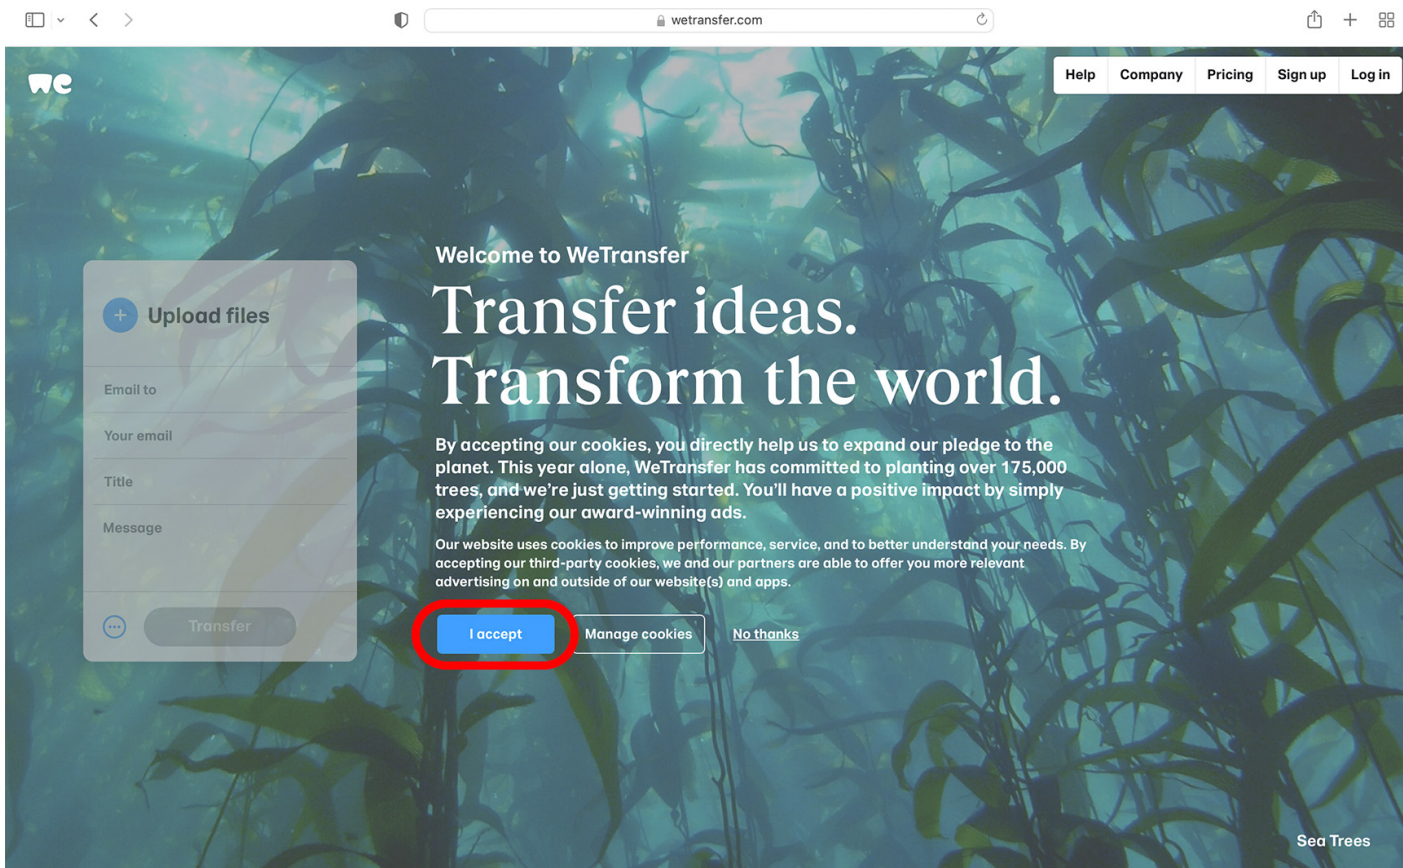 wetransfer.com
we
Help Company Pricing Sign up Log in
Welcome to WeTransfer
Transfer ideas.
Transform the world.
Upload files
Email to
Your email
Title
Message
Transfer
By accepting our cookies, you directly help us to expand our pledge to the
planet. This year alone, WeTransfer has committed to planting over 175,000
trees, and we’re just getting started. You’ll have a positive impact by simply
experiencing our award-winning ads.
Our website uses cookies to improve performance, service, and to better understand your needs. By
accepting our third-party cookies, we and our partners are able to offer you more relevant
advertising on and outside of our website(s) and apps.
I accept Manage cookies No thanks
Sea Trees